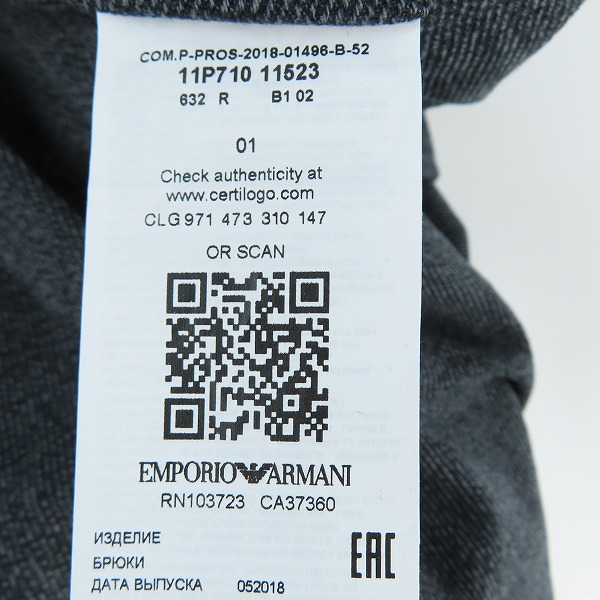 COM.P-PROS-2018-01496-B-52
11P710 11523
632 R B1 02
01
Check authenticity at
www.certilogo.com
CLG 971 473 310 147
OR SCAN
EMPORIO ARMANI
RN103723 CA37360
ИЗДЕЛИЕ
БРЮКИ
ДАТА ВЫПУСКА 052018
EAC